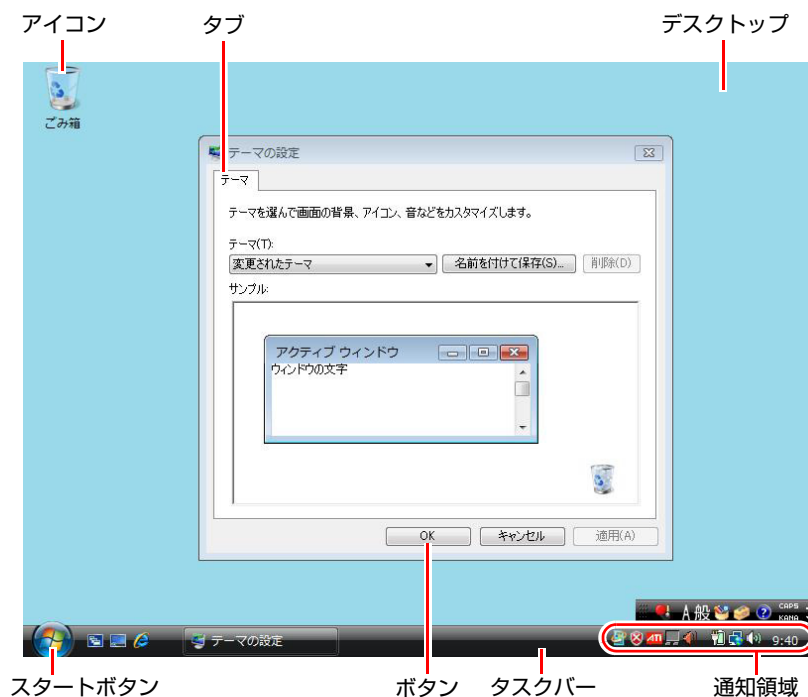 アイコン
タブ
デスクトップ
ごみ箱
テーマの設定
テーマ
テーマを選んで画面の背景、アイコン、音などをカスタマイズします。
テーマ(T):
変更されたテーマ
名前を付けて保存(S)...
削除(D)
サンプル:
アクティブ ウィンドウ
ウィンドウの文字
OK
キャンセル
適用(A)
A 般
CAPS
KANA
テーマの設定
ATI
9:40
スタートボタン
ボタン
タスクバー
通知領域